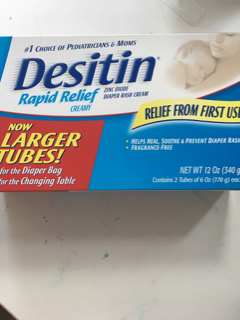 #1 CHOICE OF PEDIATRICIANS & MOMS
Desitin®
Rapid Relief
CREAMY
ZINC OXIDE
DIAPER RASH CREAM
RELIEF FROM FIRST USE
NOW
LARGER
TUBES!
for the Diaper Bag
for the Changing Table
• HELPS HEAL, SOOTHE & PREVENT DIAPER RASH
• FRAGRANCE-FREE
NET WT 12 Oz (340 g)
Contains 2 Tubes of 6 Oz (170 g) each